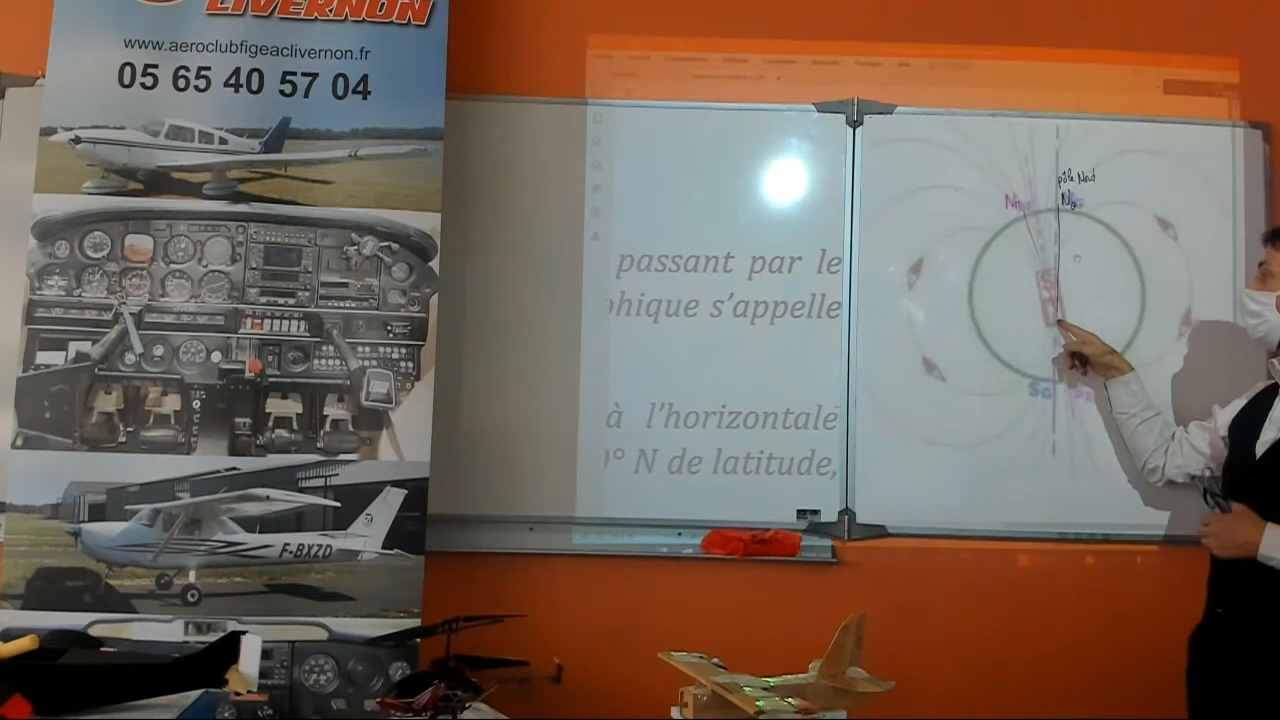 LIVERNON
www.aeroclubfigeaclivernon.fr
05 65 40 57 04
F-BXZD
passant par le
phique s'appelle
à l'horizontale
° N de latitude,
pôle Nord
Nm
Ng
Sg